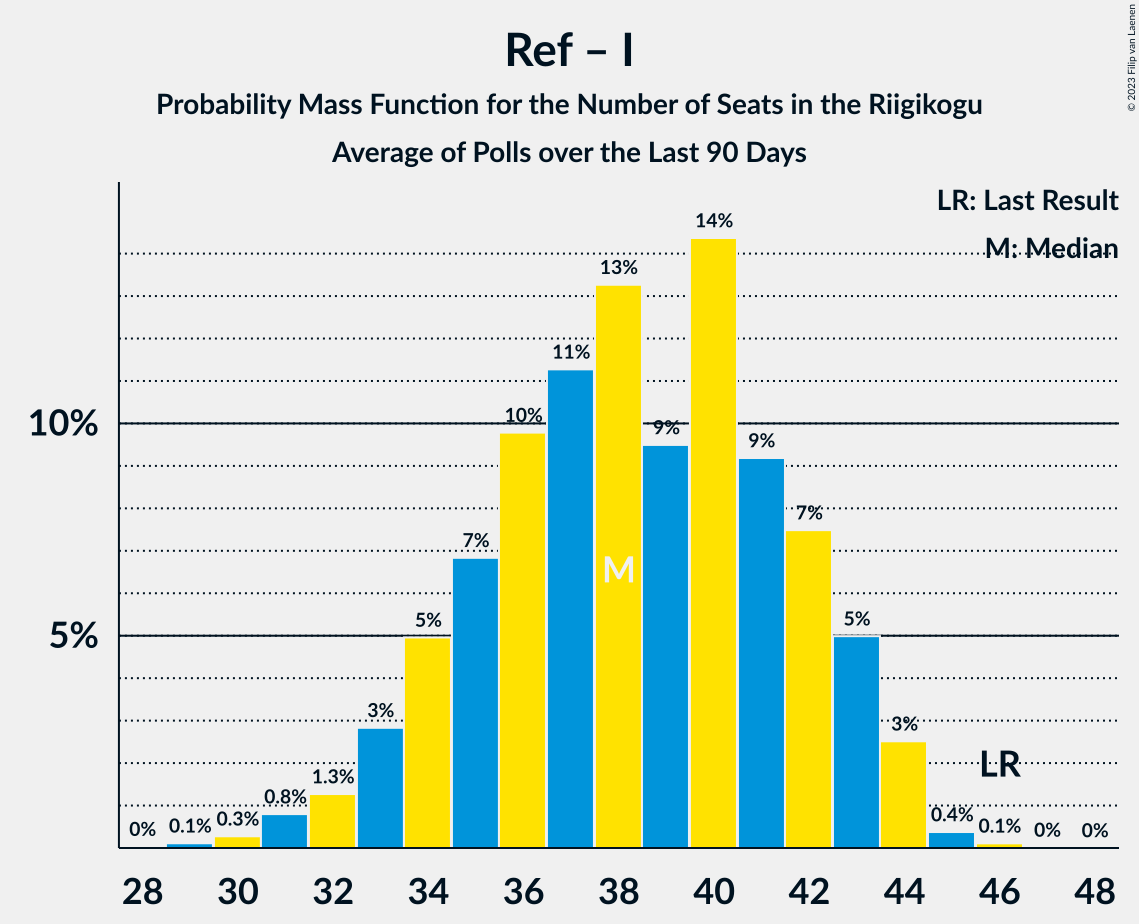 © 2023 Filip van Laenen
Ref – I
Probability Mass Function for the Number of Seats in the Riigikogu
Average of Polls over the Last 90 Days
LR: Last Result
M: Median
10%
5%
0%
0.1%
0.3%
0.8%
1.3%
3%
5%
7%
10%
11%
13%
9%
14%
9%
7%
5%
3%
0.4%
0.1%
0%
0%
M
LR
28 30 32 34 36 38 40 42 44 46 48